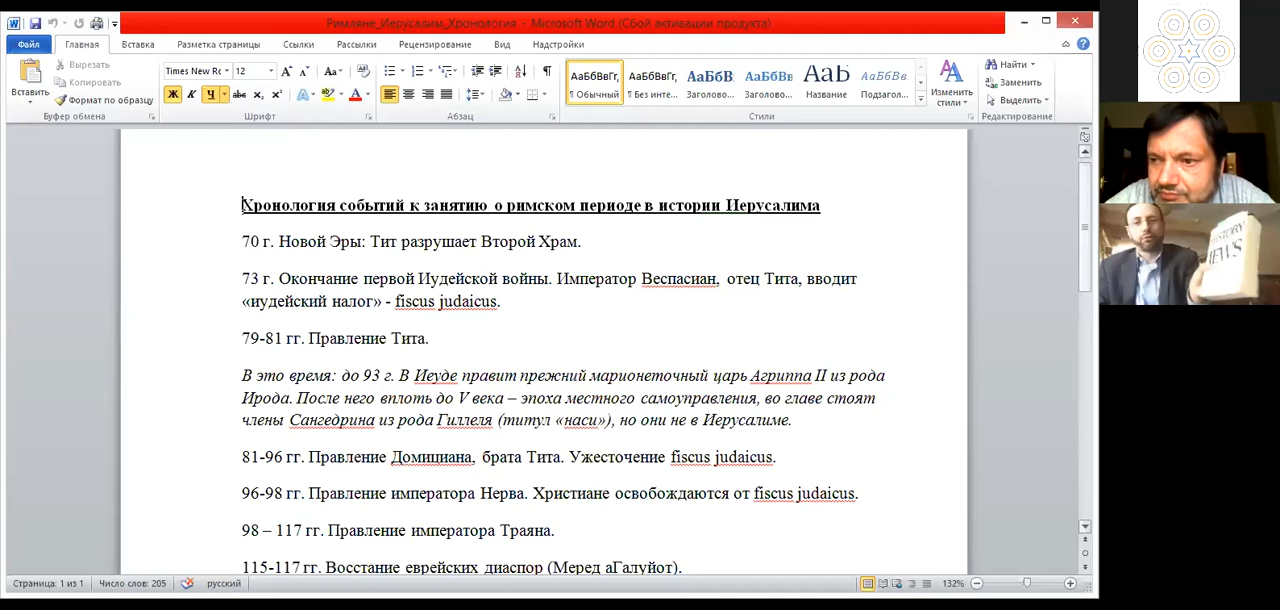 Римляне_Иерусалим_Хронология - Microsoft Word (Сбой активации продукта)
Файл Главная Вставка Разметка страницы Ссылки Рассылки Рецензирование Вид Надстройки
Вставить
Вырезать
Копировать
Формат по образцу
Буфер обмена
Times New Rc 12
Ж К Ч abc x₂ x²
Шрифт
Абзац
АаБбВвГг, АаБбВвГг, АаБбВ АаБбВв АаБ АаБбВв
¶ Обычный ¶ Без инте... Заголово... Заголово... Название Подзагол...
Стили
Изменить стили
Найти
Заменить
Выделить
Редактирование
Хронология событий к занятию о римском периоде в истории Иерусалима
70 г. Новой Эры: Тит разрушает Второй Храм.
73 г. Окончание первой Иудейской войны. Император Веспасиан, отец Тита, вводит
«иудейский налог» - fiscus judaicus.
79-81 гг. Правление Тита.
В это время: до 93 г. В Иеуде правит прежний марионеточный царь Агриппа II из рода
Ирода. После него вплоть до V века – эпоха местного самоуправления, во главе стоят
члены Сангедрина из рода Гиллеля (титул «наси»), но они не в Иерусалиме.
81-96 гг. Правление Домициана, брата Тита. Ужесточение fiscus judaicus.
96-98 гг. Правление императора Нерва. Христиане освобождаются от fiscus judaicus.
98 – 117 гг. Правление императора Траяна.
115-117 гг. Восстание еврейских диаспор (Меред аГалуйот).
Страница: 1 из 1 Число слов: 205 русский 132%